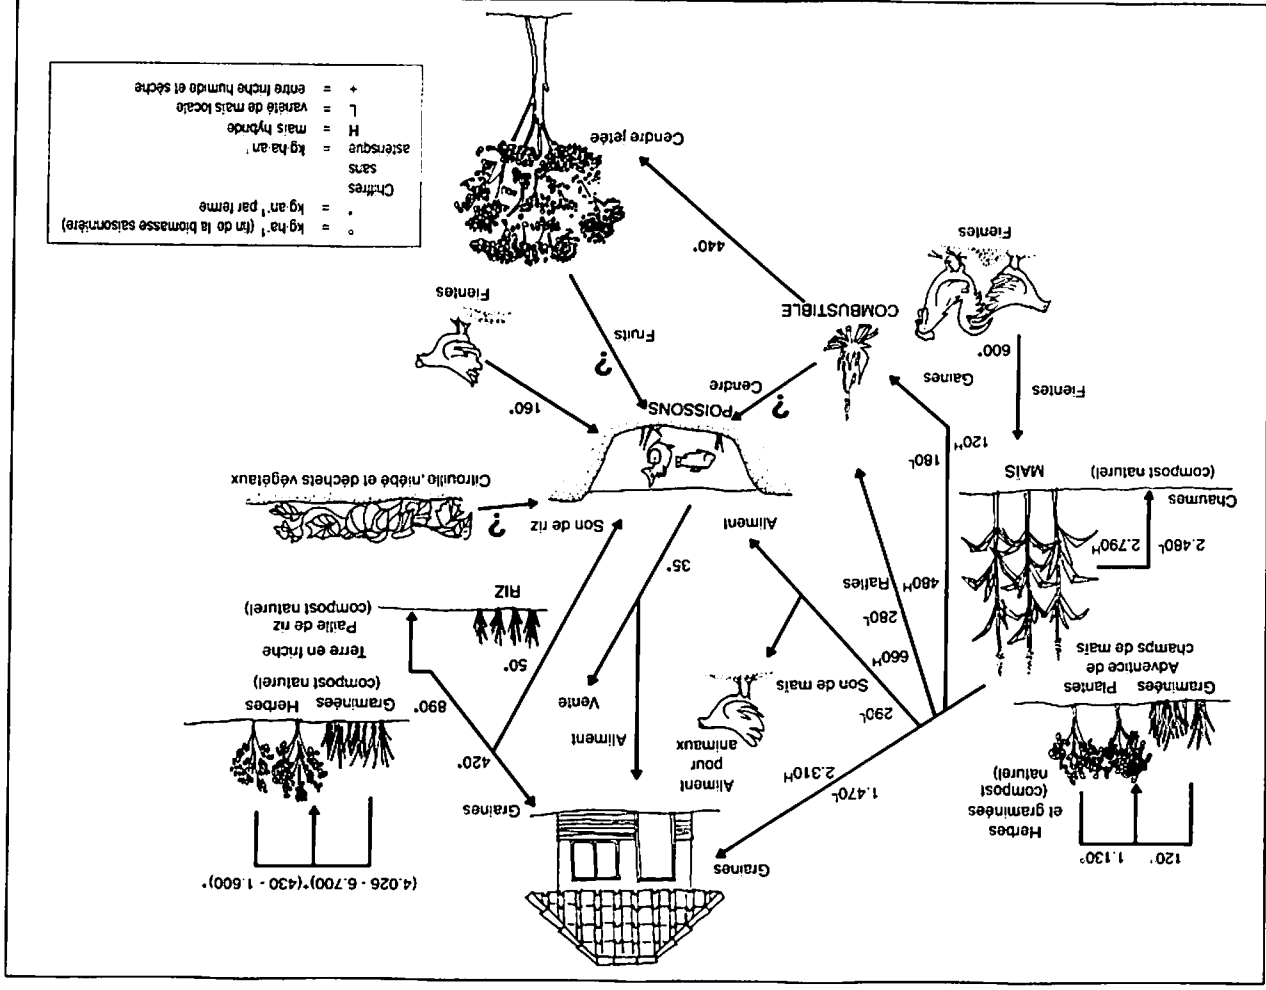 Graines
120°
1.130°
Herbes
et graminées
(compost
naturel)
Graminées
Plantes
Adventice de
champs de maïs
(4.026 - 6.700)*(430 - 1.600)°
Graines
Graminées
Herbes
(compost naturel)
1.470ᴸ
2.310ᴴ
Aliment
pour
animaux
Aliment
Vente
420*
890*
290ᴸ
Son de maïs
660ᴴ
50*
Terre en friche
Paille de riz
(compost naturel)
RIZ
280ᴸ
480ᴴ
Rafles
35*
2.480ᴸ
2.790ᴴ
Chaumes
(compost naturel)
MAÏS
Aliment
Son de riz
?
Citrouille, niébé et déchets végétaux
180ᴸ
120ᴴ
Gaines
POISSONS
160*
Fientes
600*
?
Cendre
?
Fruits
COMBUSTIBLE
Fientes
Fientes
440*
Cendre jetée
° = kg·ha⁻¹ (fin de la biomasse saisonnière)
* = kg·an⁻¹ par ferme
Chiffres
sans
astérisque = kg·ha·an⁻¹
H = maïs hybride
L = variété de maïs locale
+ = entre friche humide et sèche